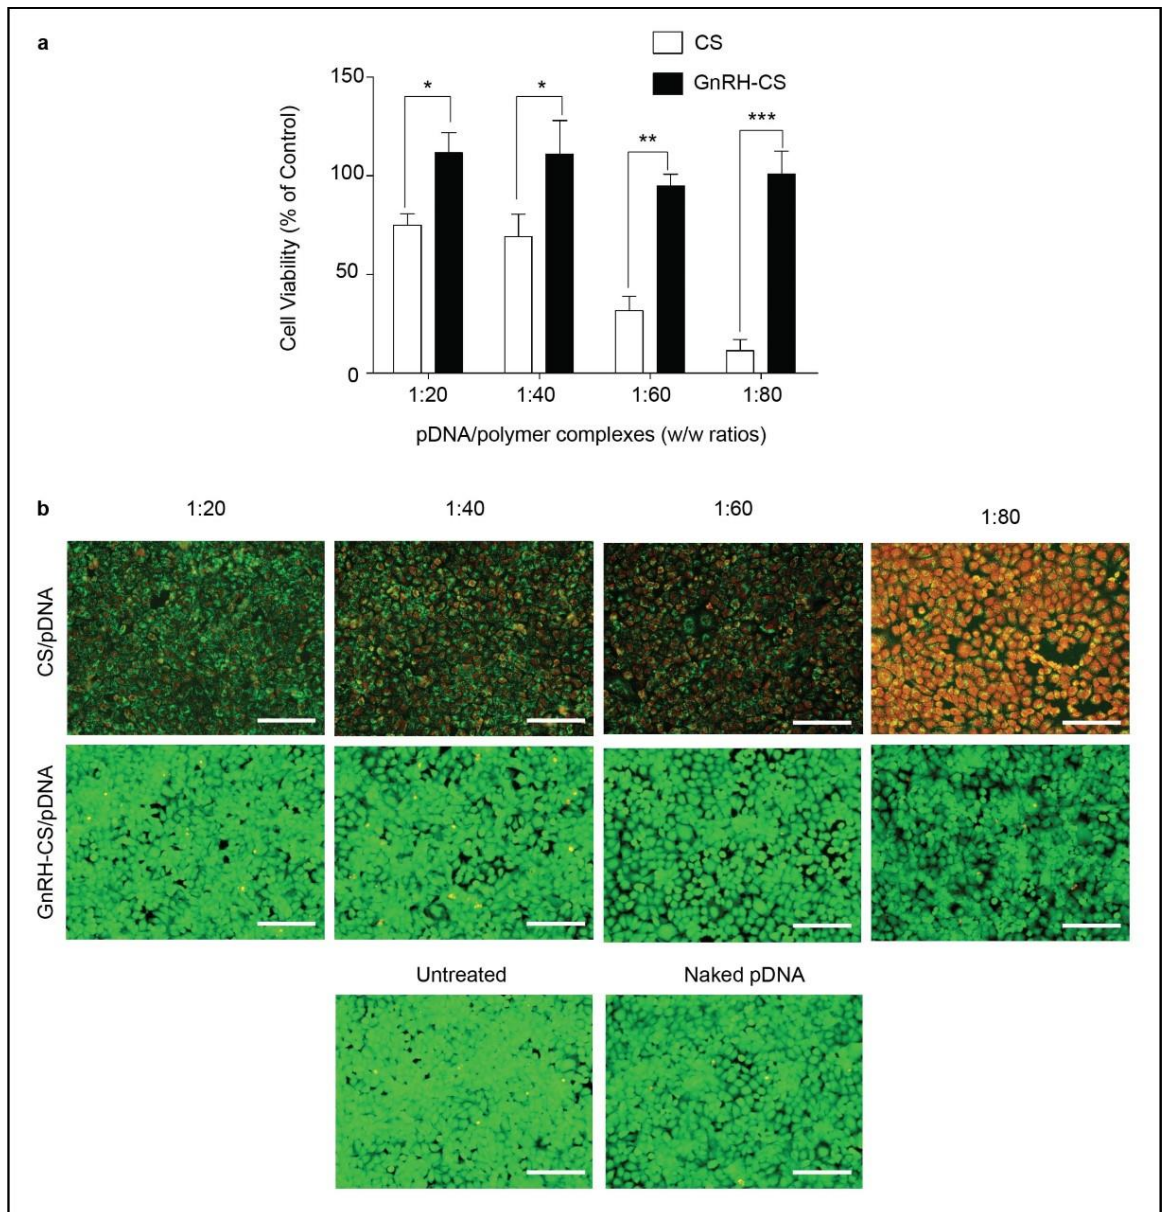 a
CS
GnRH-CS
150
100
50
0
Cell Viability (% of Control)
*
*
**
***
1:20 1:40 1:60 1:80
pDNA/polymer complexes (w/w ratios)
b
1:20 1:40 1:60 1:80
CS/pDNA
GnRH-CS/pDNA
Untreated Naked pDNA